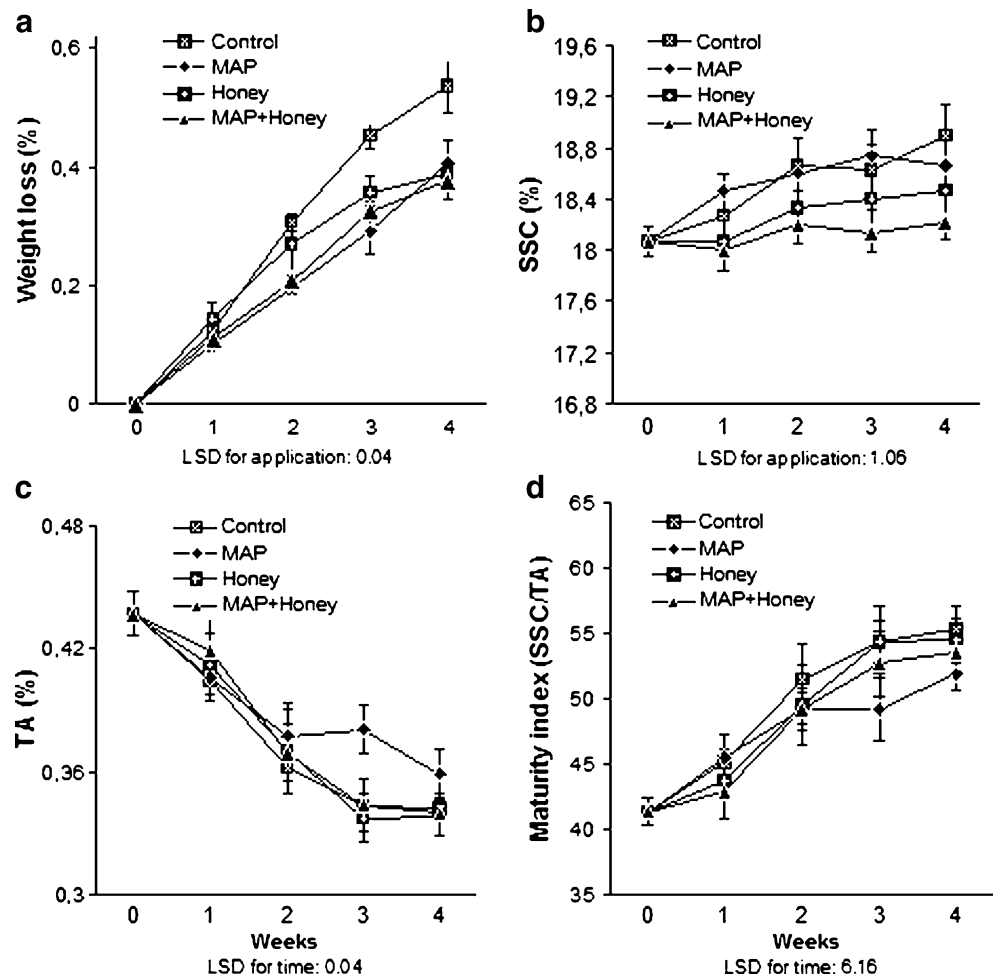 a
0,6
0,4
0,2
0
Weight loss (%)
Control
MAP
Honey
MAP+Honey
0 1 2 3 4
LSD for application: 0.04
b
19,6
19,2
18,8
18,4
18
17,6
17,2
16,8
SSC (%)
Control
MAP
Honey
MAP+Honey
0 1 2 3 4
LSD for application: 1.06
c
0,48
0,42
0,36
0,3
TA (%)
Control
MAP
Honey
MAP+Honey
0 1 2 3 4
Weeks
LSD for time: 0.04
d
65
60
55
50
45
40
35
Maturity index (SSC/TA)
Control
MAP
Honey
MAP+Honey
0 1 2 3 4
Weeks
LSD for time: 6.16